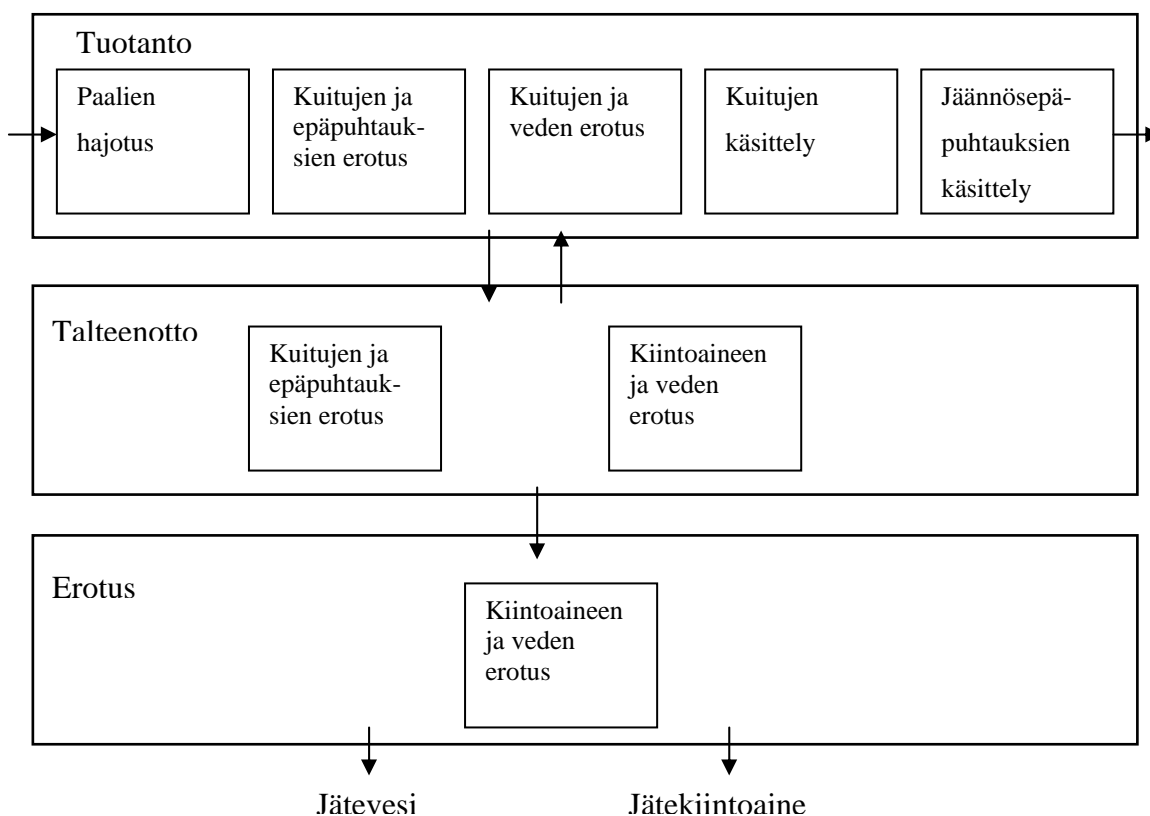 Tuotanto
Paalien
hajotus
Kuitujen ja
epäpuhtauk-
sien erotus
Kuitujen ja
veden erotus
Kuitujen
käsittely
Jäännösepä-
puhtauksien
käsittely
Talteenotto
Kuitujen ja
epäpuhtauk-
sien erotus
Kiintoaineen
ja veden
erotus
Erotus
Kiintoaineen
ja veden
erotus
Jätevesi
Jätekiintoaine